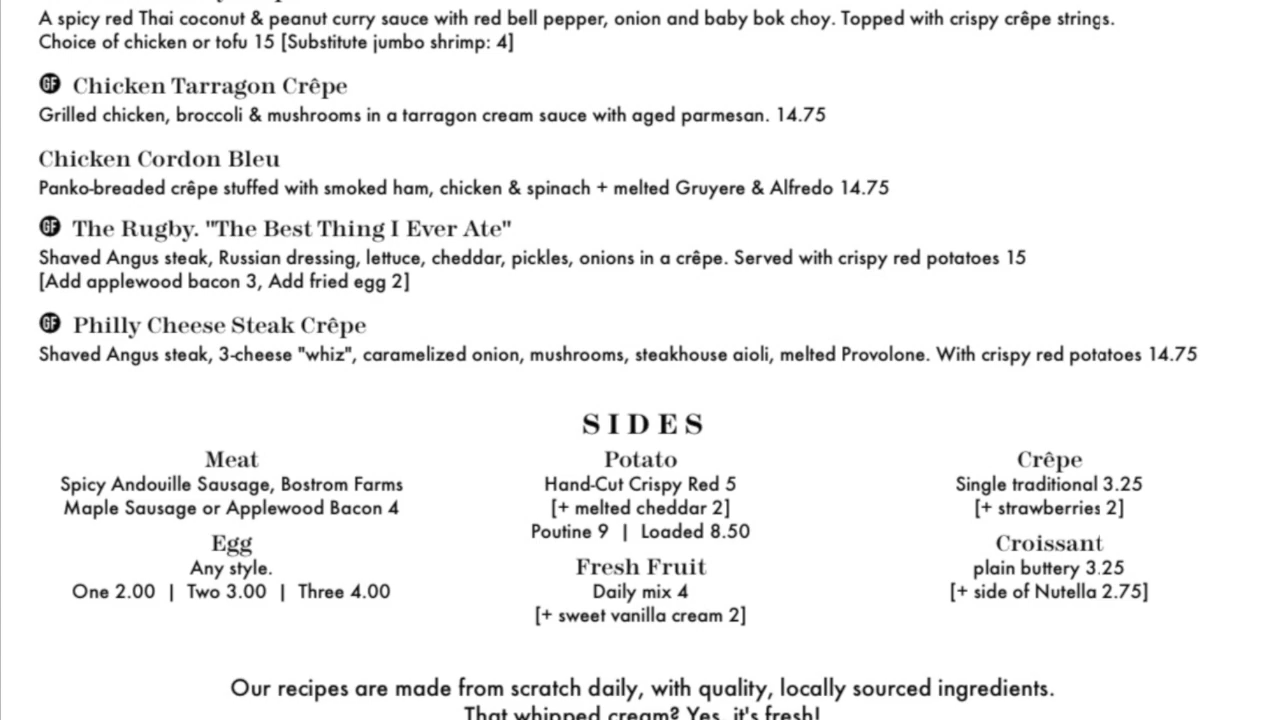 A spicy red Thai coconut & peanut curry sauce with red bell pepper, onion and baby bok choy. Topped with crispy crêpe strings.
Choice of chicken or tofu 15 [Substitute jumbo shrimp: 4]
GF Chicken Tarragon Crêpe
Grilled chicken, broccoli & mushrooms in a tarragon cream sauce with aged parmesan. 14.75
Chicken Cordon Bleu
Panko-breaded crêpe stuffed with smoked ham, chicken & spinach + melted Gruyere & Alfredo 14.75
GF The Rugby. "The Best Thing I Ever Ate"
Shaved Angus steak, Russian dressing, lettuce, cheddar, pickles, onions in a crêpe. Served with crispy red potatoes 15
[Add applewood bacon 3, Add fried egg 2]
GF Philly Cheese Steak Crêpe
Shaved Angus steak, 3-cheese "whiz", caramelized onion, mushrooms, steakhouse aioli, melted Provolone. With crispy red potatoes 14.75
SIDES
Meat
Spicy Andouille Sausage, Bostrom Farms
Maple Sausage or Applewood Bacon 4
Egg
Any style.
One 2.00 | Two 3.00 | Three 4.00
Potato
Hand-Cut Crispy Red 5
[+ melted cheddar 2]
Poutine 9 | Loaded 8.50
Fresh Fruit
Daily mix 4
[+ sweet vanilla cream 2]
Crêpe
Single traditional 3.25
[+ strawberries 2]
Croissant
plain buttery 3.25
[+ side of Nutella 2.75]
Our recipes are made from scratch daily, with quality, locally sourced ingredients.
That whipped cream? Yes, it's fresh!